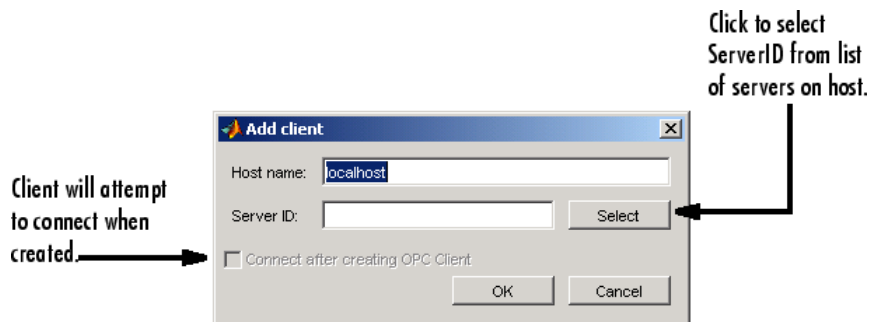 Click to select
ServerID from list
of servers on host.
Add client
Host name: localhost
Client will attempt
to connect when
created.
Server ID: Select
Connect after creating OPC Client
OK Cancel